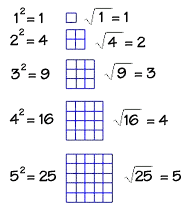 1² = 1 √1 = 1
2² = 4 √4 = 2
3² = 9 √9 = 3
4² = 16 √16 = 4
5² = 25 √25 = 5